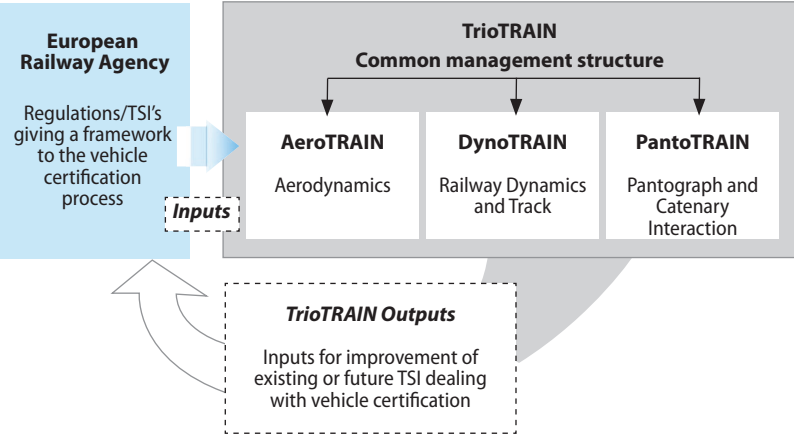 European
Railway Agency
Regulations/TSI's
giving a framework
to the vehicle
certification
process
Inputs
TrioTRAIN
Common management structure
AeroTRAIN
Aerodynamics
DynoTRAIN
Railway Dynamics
and Track
PantoTRAIN
Pantograph and
Catenary
Interaction
TrioTRAIN Outputs
Inputs for improvement of
existing or future TSI dealing
with vehicle certification